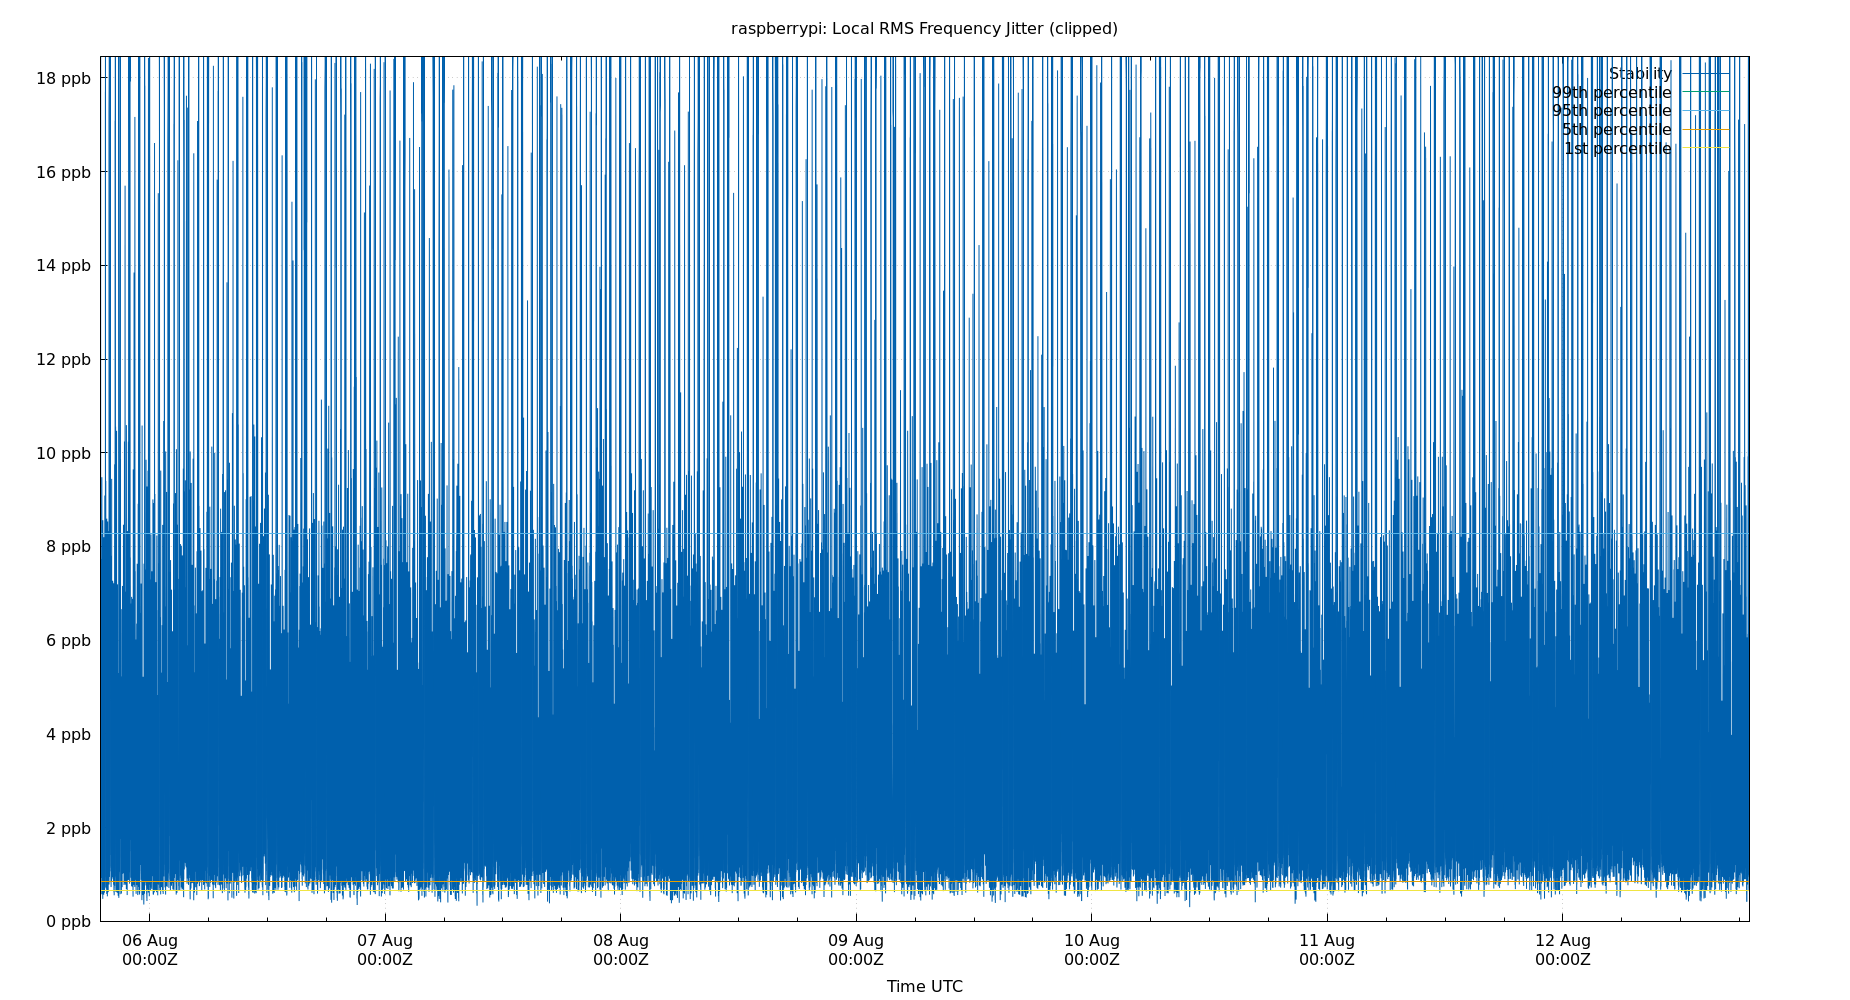 raspberrypi: Local RMS Frequency Jitter (clipped)
18 ppb
16 ppb
14 ppb
12 ppb
10 ppb
8 ppb
6 ppb
4 ppb
2 ppb
0 ppb
Stability
99th percentile
95th percentile
5th percentile
1st percentile
06 Aug 07 Aug 08 Aug 09 Aug 10 Aug 11 Aug 12 Aug
00:00Z 00:00Z 00:00Z 00:00Z 00:00Z 00:00Z 00:00Z
Time UTC